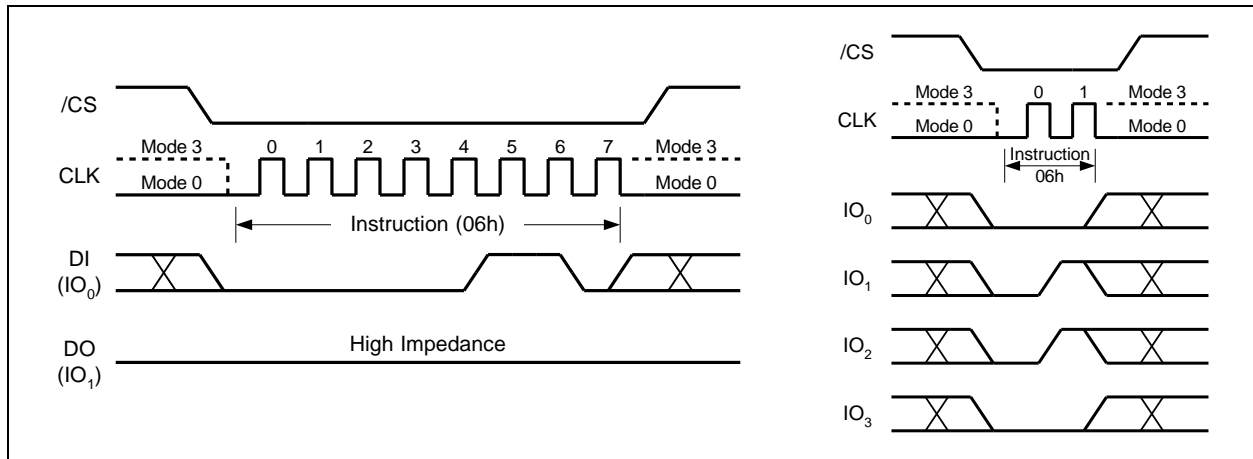 /CS
Mode 3 0 1 2 3 4 5 6 7 Mode 3
CLK
Mode 0 Mode 0
Instruction (06h)
DI
(IO0)
High Impedance
DO
(IO1)
/CS
Mode 3 0 1 Mode 3
CLK
Mode 0 Mode 0
Instruction
06h
IO0
IO1
IO2
IO3